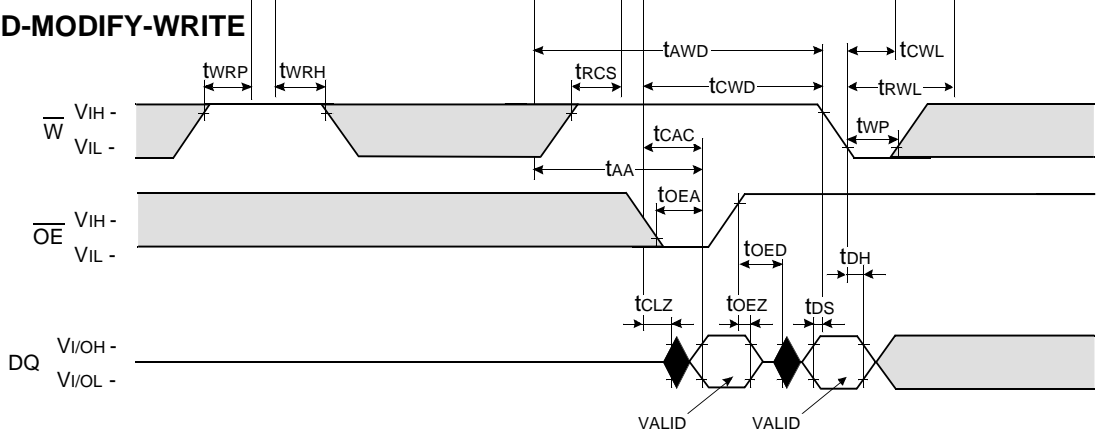 D-MODIFY-WRITE
tAWD
tCWL
tWRP
tWRH
tRCS
tCWD
tRWL
VIH -
W
VIL -
tWP
tCAC
tAA
tOEA
VIH -
OE
VIL -
tOED
tDH
tCLZ
tOEZ
tDS
VI/OH -
DQ
VI/OL -
VALID
VALID